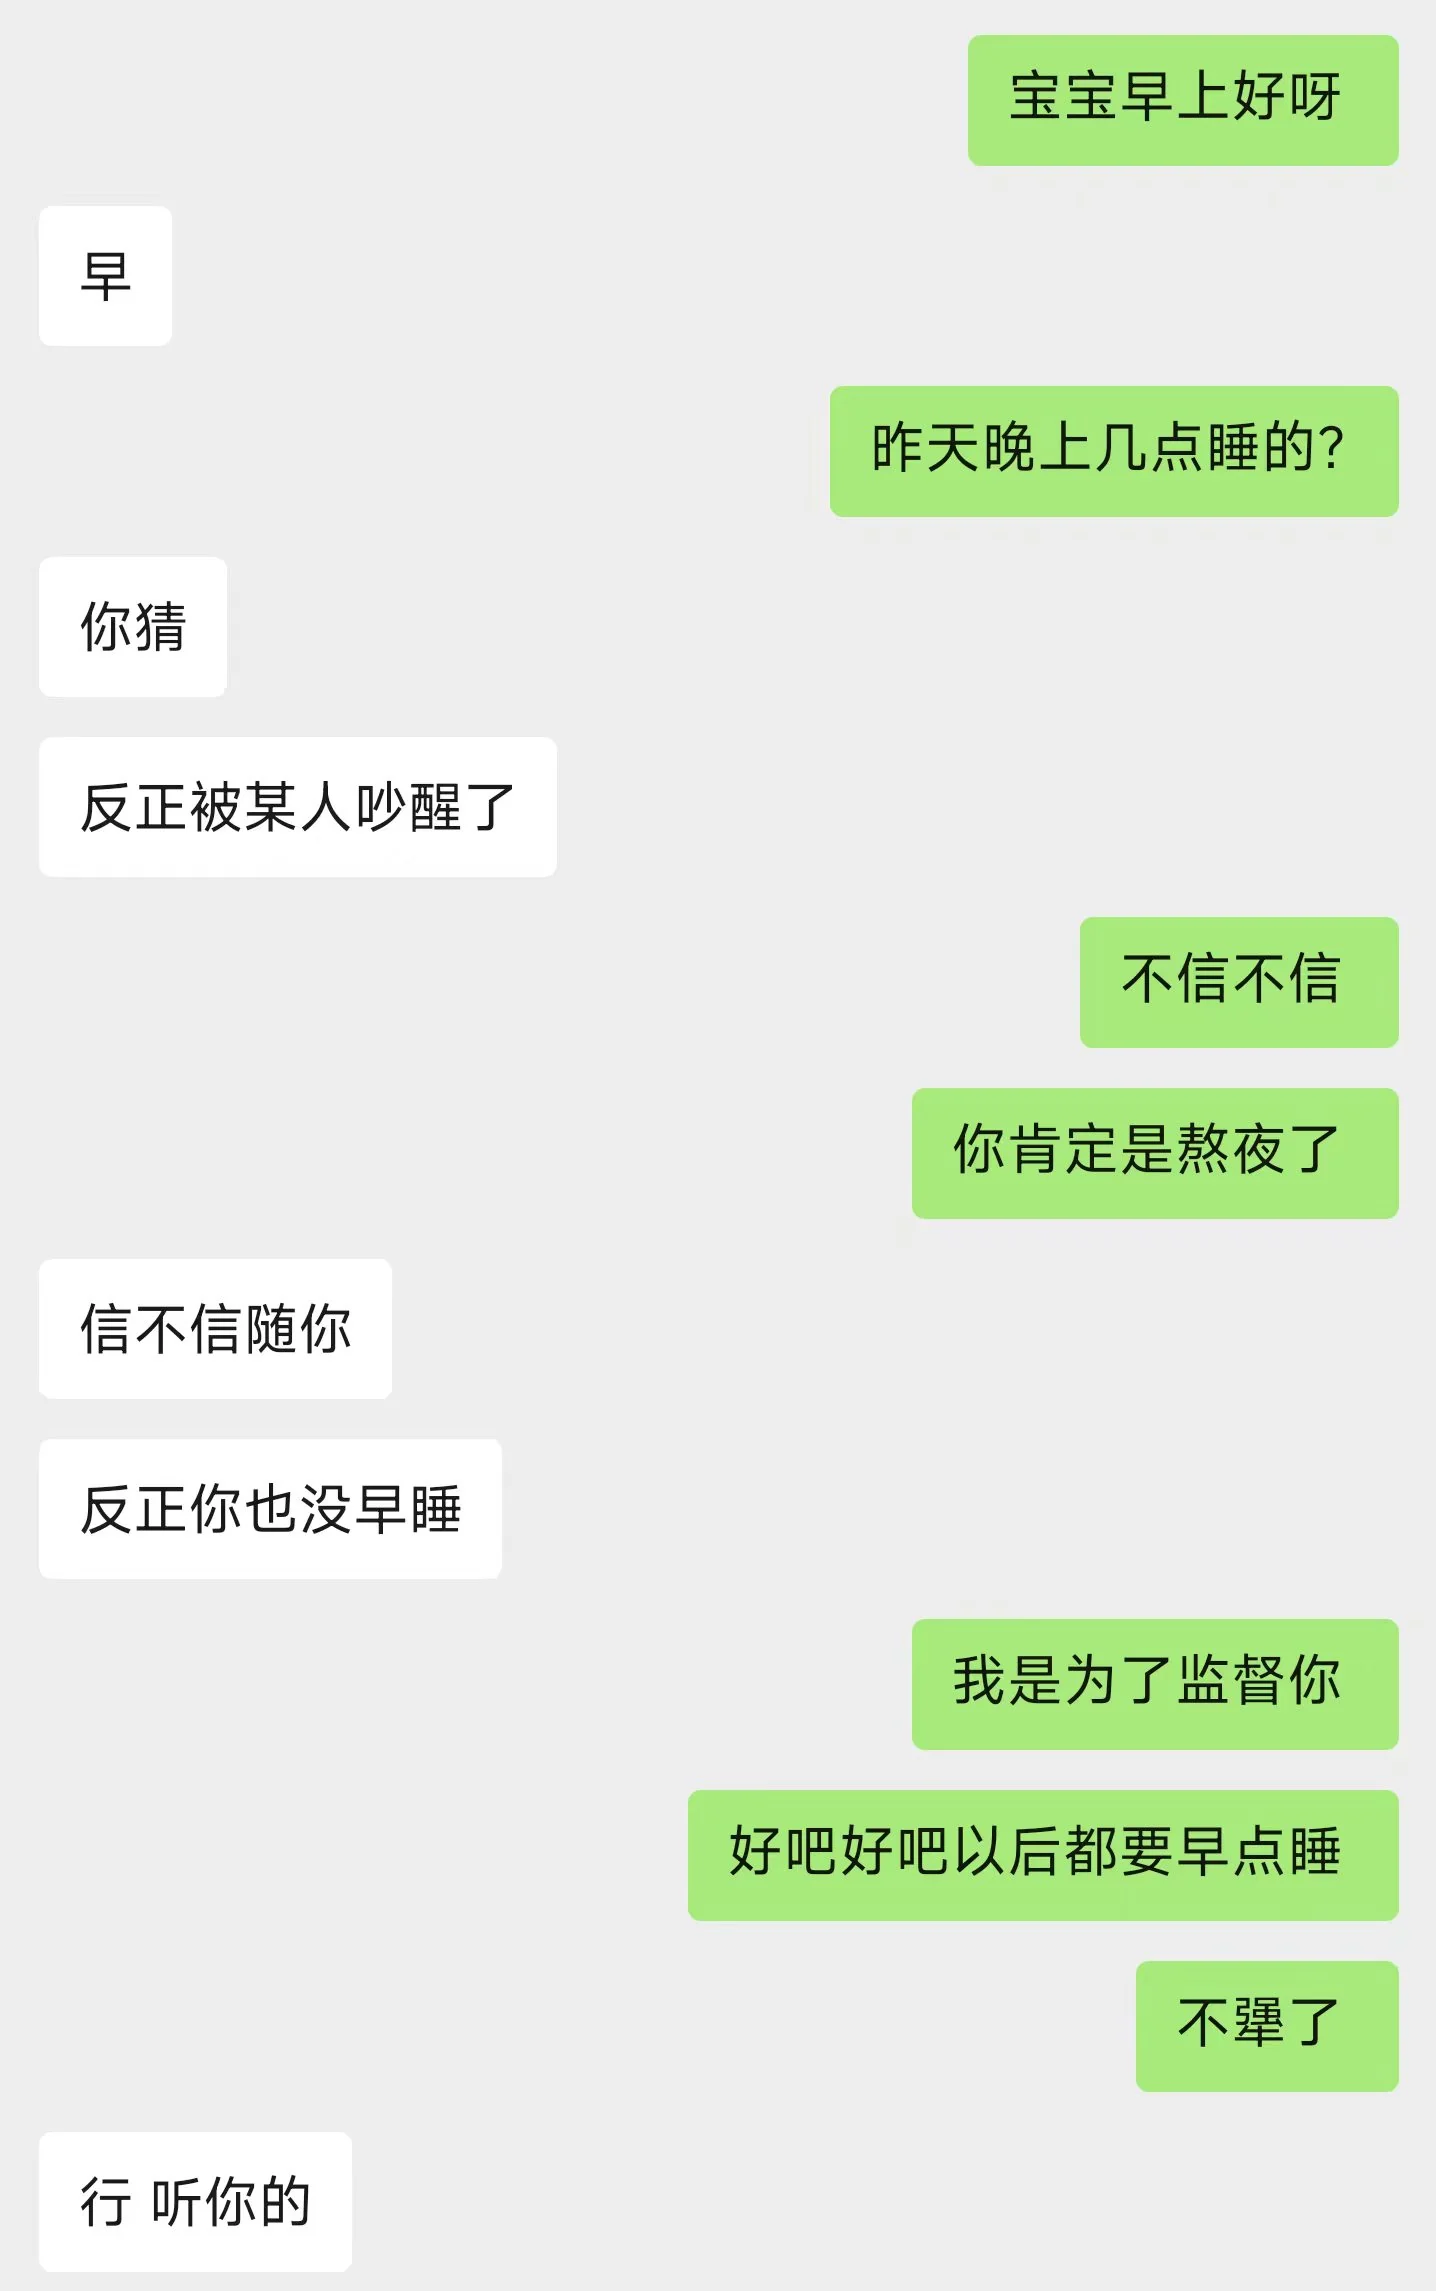 宝宝早上好呀
早
昨天晚上几点睡的?
你猜
反正被某人吵醒了
不信不信
你肯定是熬夜了
信不信随你
反正你也没早睡
我是为了监督你
好吧好吧以后都要早点睡
不犟了
行 听你的